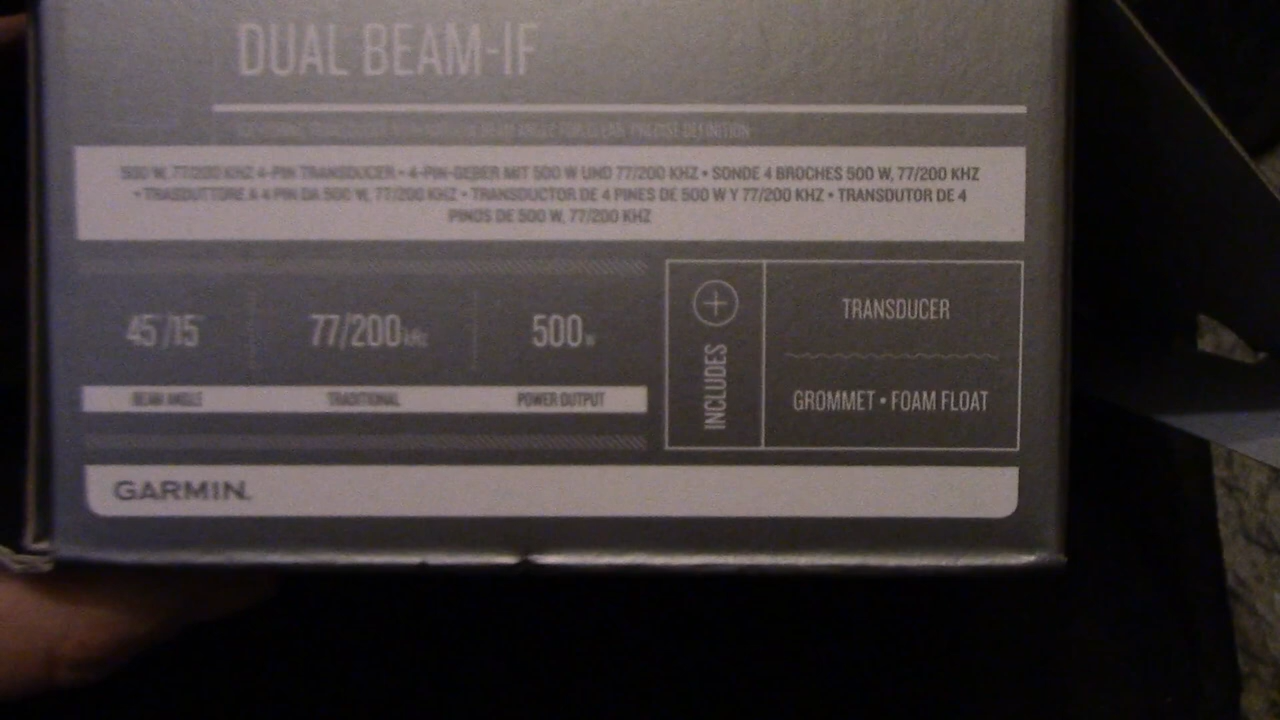 DUAL BEAM-IF
500 W, 77/200 KHZ 4-PIN TRANSDUCER • 4-PIN-GEBER MIT 500 W UND 77/200 KHZ • SONDE 4 BROCHES 500 W, 77/200 KHZ
• TRASDUTTORE A 4 PIN DA 500 W, 77/200 KHZ • TRANSDUCTOR DE 4 PINES DE 500 W Y 77/200 KHZ • TRANSDUTOR DE 4
PINOS DE 500 W, 77/200 KHZ
45°/15°
77/200 kHz
500 W
BEAM ANGLE
TRADITIONAL
POWER OUTPUT
INCLUDES
TRANSDUCER
GROMMET • FOAM FLOAT
GARMIN.